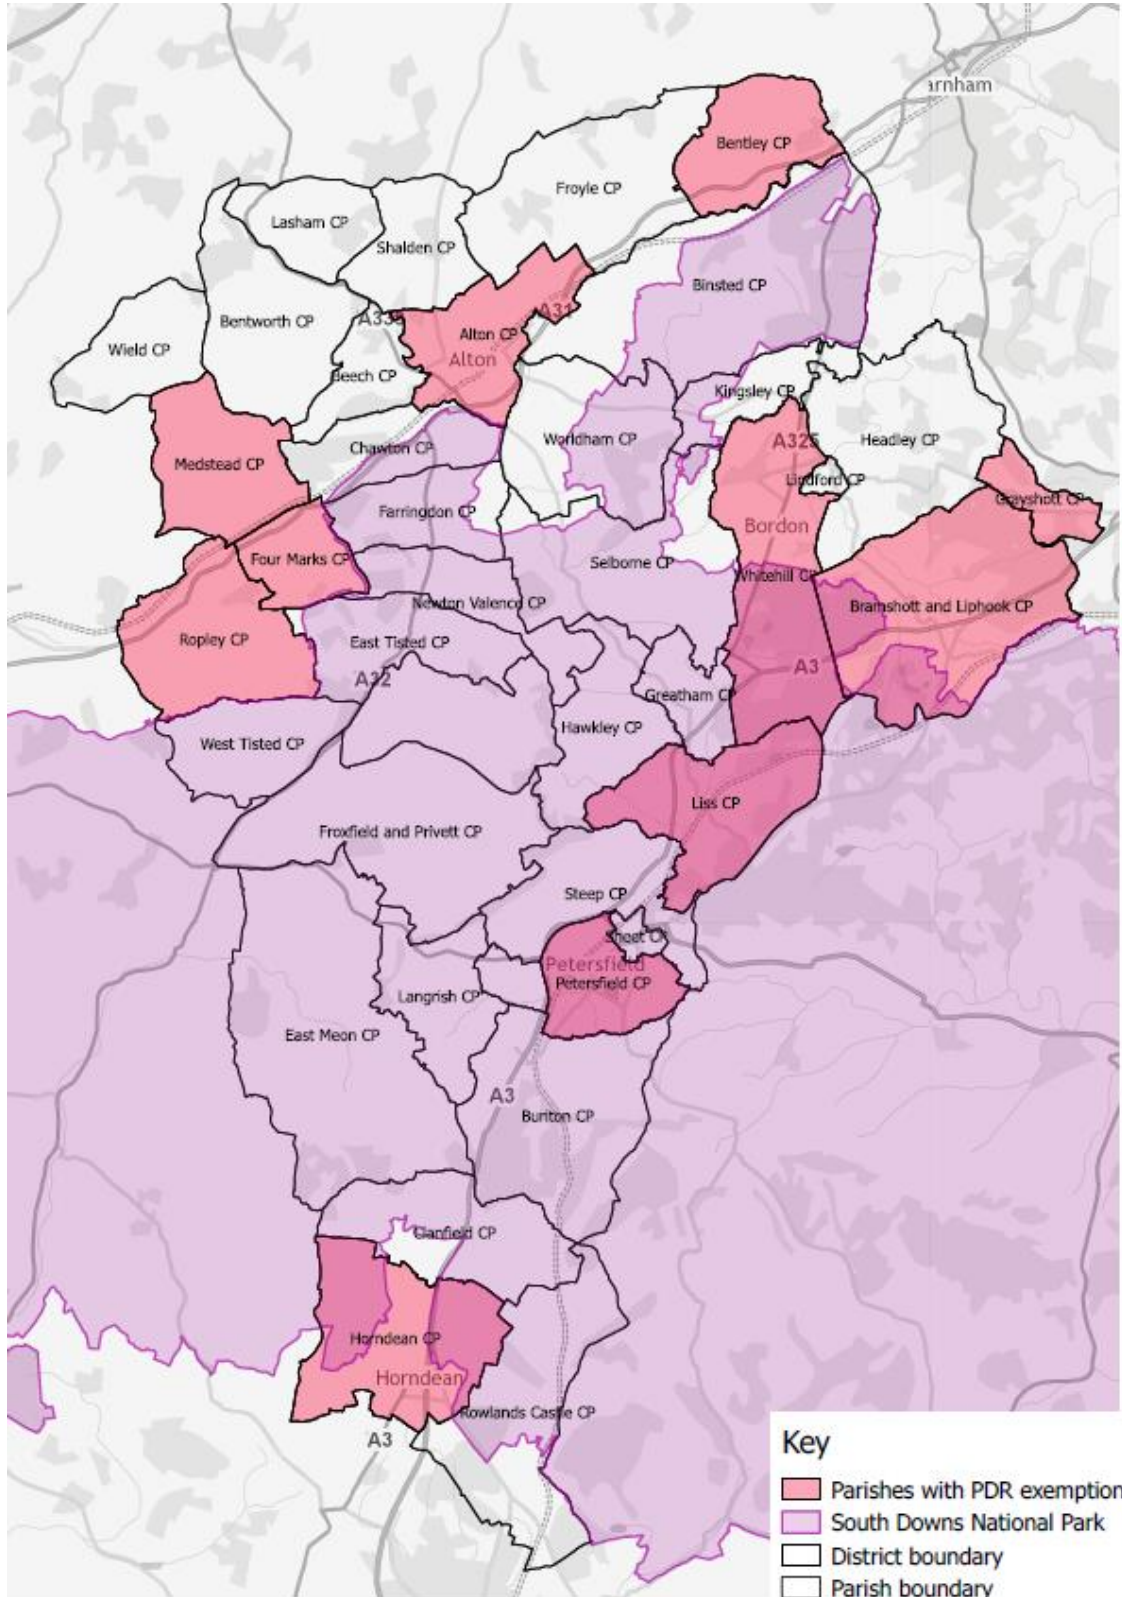 arnham
Bentley CP
Froyle CP
Lasham CP
Shalden CP
Binsted CP
A31
A33
Bentworth CP
Alton CP
Alton
Wield CP
Beech CP
Kingsley CP
Worldham CP
A325
Headley CP
Chawton CP
Medstead CP
Lindford CP
Grayshott CP
Farringdon CP
Bordon
Four Marks CP
Selborne CP
Whitehill C
Newton Valence CP
Bramshott and Liphook CP
Ropley CP
East Tisted CP
A3
A32
Greatham C
Hawkley CP
West Tisted CP
Liss CP
Froxfield and Privett CP
Steep CP
Sheet CP
Petersfield
Petersfield CP
Langrish CP
East Meon CP
A3
Buriton CP
Clanfield CP
Horndean CP
Horndean
Rowlands Castle CP
A3
Key
Parishes with PDR exemption
South Downs National Park
District boundary
Parish boundary